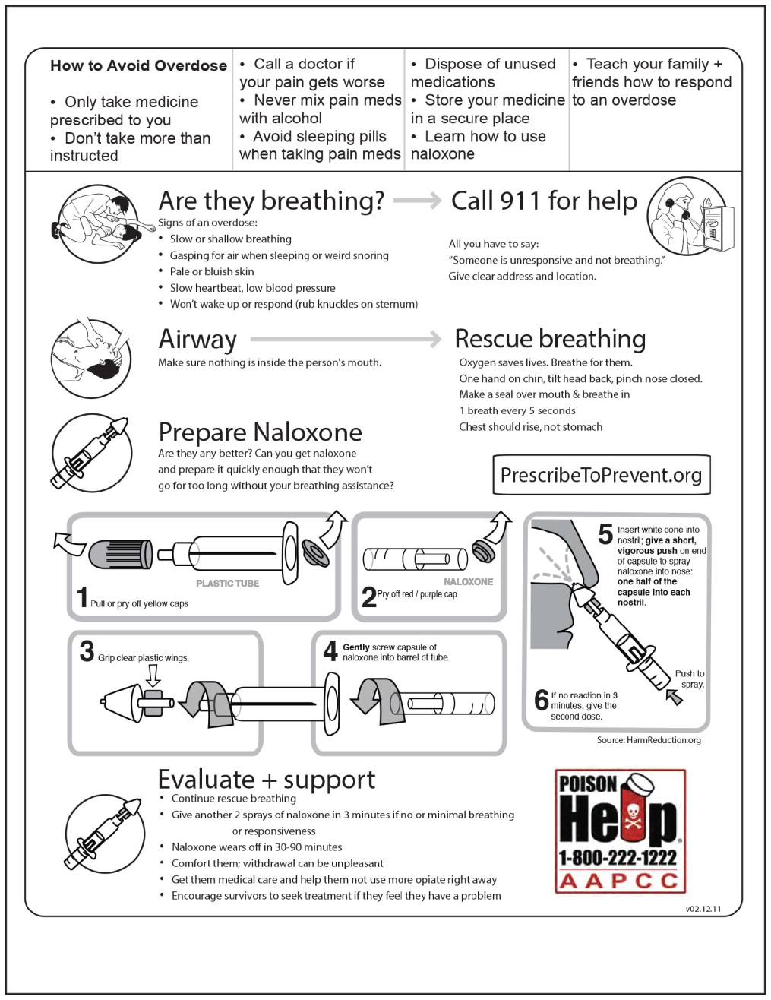 How to Avoid Overdose
• Only take medicine
prescribed to you
• Don't take more than
instructed
• Call a doctor if
your pain gets worse
• Never mix pain meds
with alcohol
• Avoid sleeping pills
when taking pain meds
• Dispose of unused
medications
• Store your medicine
in a secure place
• Learn how to use
naloxone
• Teach your family +
friends how to respond
to an overdose
Are they breathing?
Signs of an overdose:
• Slow or shallow breathing
• Gasping for air when sleeping or weird snoring
• Pale or bluish skin
• Slow heartbeat, low blood pressure
• Won't wake up or respond (rub knuckles on sternum)
Call 911 for help
All you have to say:
"Someone is unresponsive and not breathing."
Give clear address and location.
Airway
Make sure nothing is inside the person's mouth.
Rescue breathing
Oxygen saves lives. Breathe for them.
One hand on chin, tilt head back, pinch nose closed.
Make a seal over mouth & breathe in
1 breath every 5 seconds
Chest should rise, not stomach
Prepare Naloxone
Are they any better? Can you get naloxone
and prepare it quickly enough that they won't
go for too long without your breathing assistance?
PrescribeToPrevent.org
PLASTIC TUBE
1 Pull or pry off yellow caps
NALOXONE
2 Pry off red / purple cap
3 Grip clear plastic wings.
4 Gently screw capsule of
naloxone into barrel of tube.
5 Insert white cone into
nostril; give a short,
vigorous push on end
of capsule to spray
naloxone into nose:
one half of the
capsule into each
nostril.
Push to
spray.
6 If no reaction in 3
minutes, give the
second dose.
Source: HarmReduction.org
Evaluate + support
• Continue rescue breathing
• Give another 2 sprays of naloxone in 3 minutes if no or minimal breathing
or responsiveness
• Naloxone wears off in 30-90 minutes
• Comfort them; withdrawal can be unpleasant
• Get them medical care and help them not use more opiate right away
• Encourage survivors to seek treatment if they feel they have a problem
POISON
Help®
1-800-222-1222
AAPCC
v02.12.11